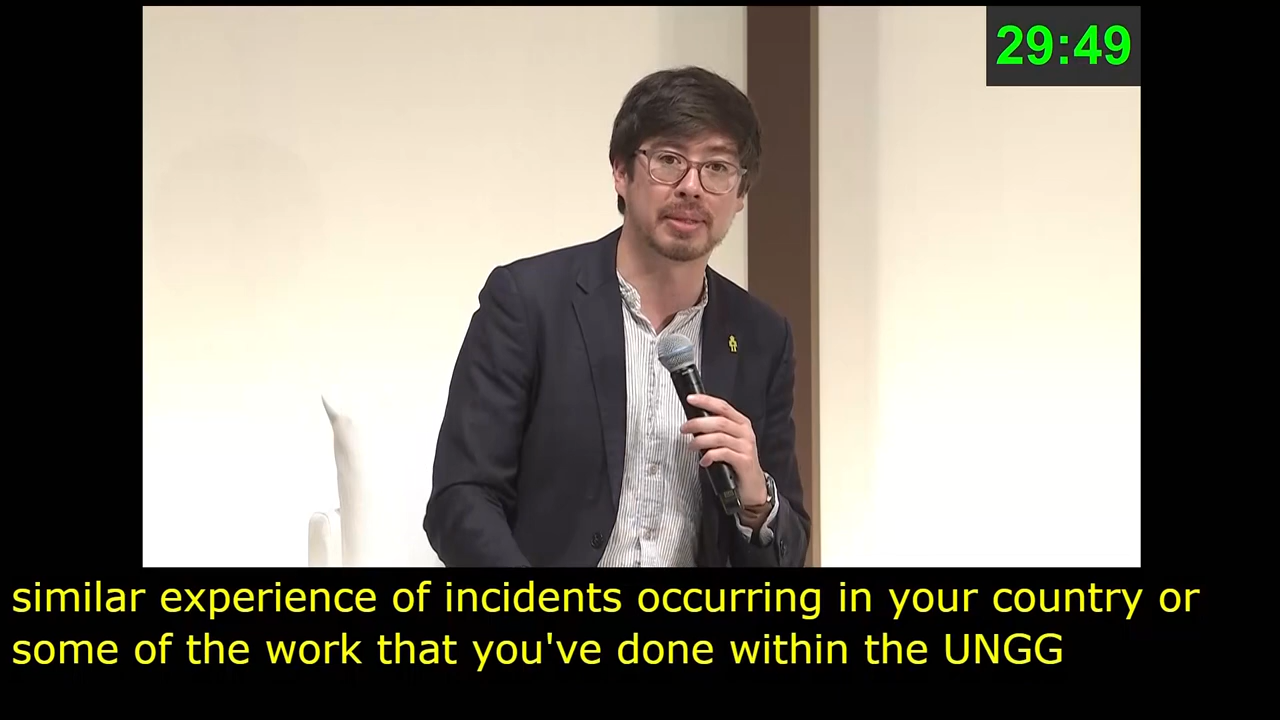 29:49
similar experience of incidents occurring in your country or
some of the work that you've done within the UNGG